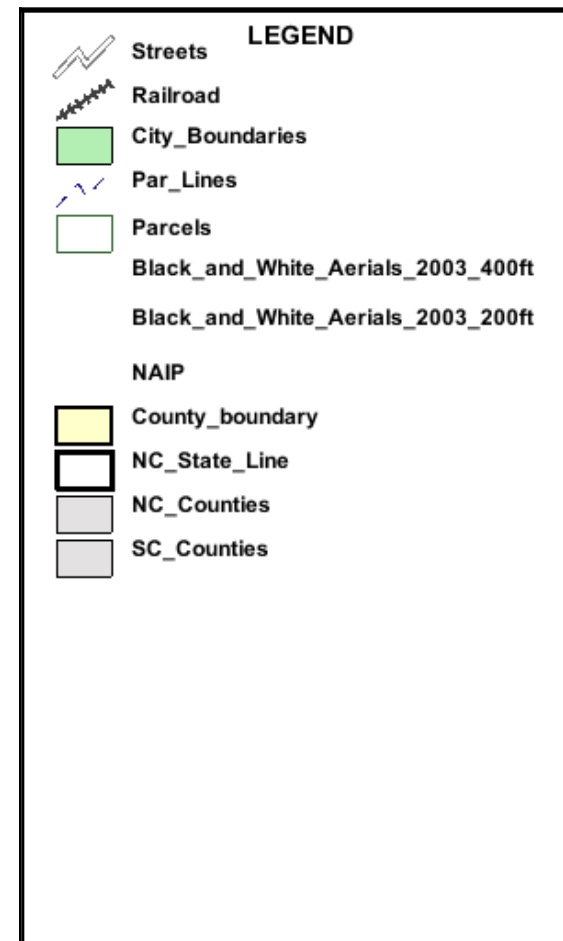 LEGEND
Streets
Railroad
City_Boundaries
Par_Lines
Parcels
Black_and_White_Aerials_2003_400ft
Black_and_White_Aerials_2003_200ft
NAIP
County_boundary
NC_State_Line
NC_Counties
SC_Counties